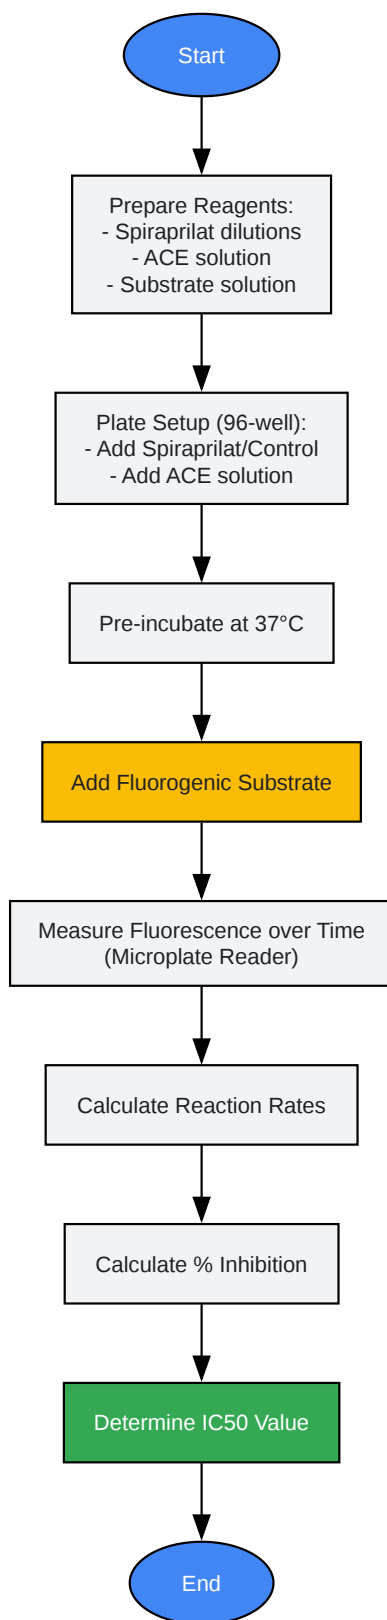 Start
Prepare Reagents:
- Spiraprilat dilutions
- ACE solution
- Substrate solution
Plate Setup (96-well):
- Add Spiraprilat/Control
- Add ACE solution
Pre-incubate at 37°C
Add Fluorogenic Substrate
Measure Fluorescence over Time
(Microplate Reader)
Calculate Reaction Rates
Calculate % Inhibition
Determine IC50 Value
End